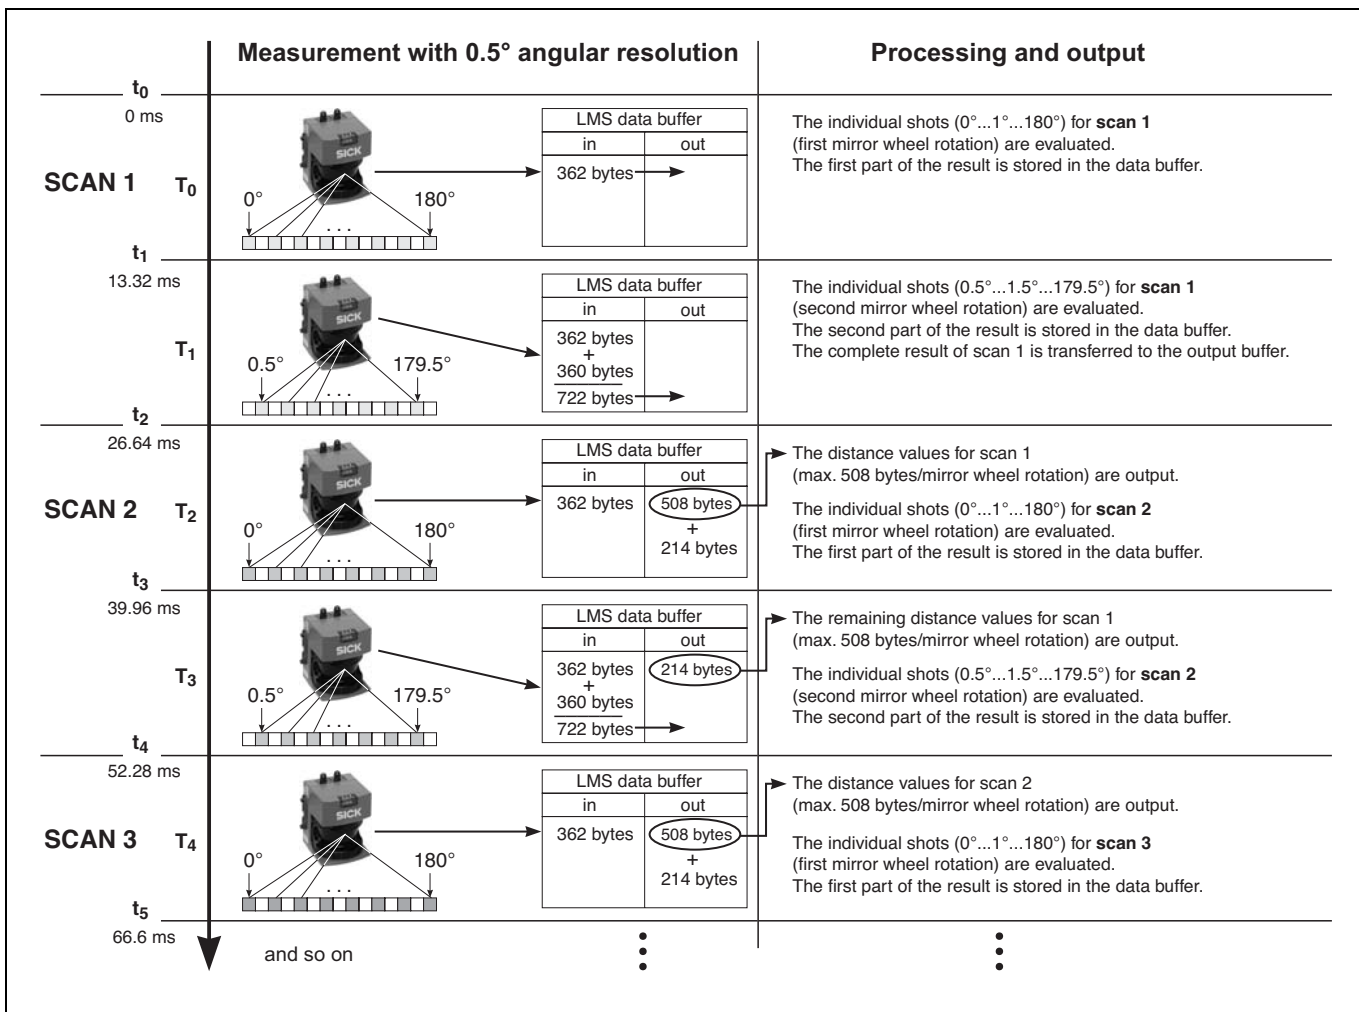 Measurement with 0.5° angular resolution
Processing and output
t0
0 ms
SCAN 1
T0
SICK
0°
180°
. . .
LMS data buffer
in out
362 bytes
The individual shots (0°...1°...180°) for scan 1
(first mirror wheel rotation) are evaluated.
The first part of the result is stored in the data buffer.
t1
13.32 ms
T1
SICK
0.5°
179.5°
. . .
LMS data buffer
in out
362 bytes
+
360 bytes
722 bytes
The individual shots (0.5°...1.5°...179.5°) for scan 1
(second mirror wheel rotation) are evaluated.
The second part of the result is stored in the data buffer.
The complete result of scan 1 is transferred to the output buffer.
t2
26.64 ms
SCAN 2
T2
SICK
0°
180°
. . .
LMS data buffer
in out
362 bytes 508 bytes
+
214 bytes
The distance values for scan 1
(max. 508 bytes/mirror wheel rotation) are output.
The individual shots (0°...1°...180°) for scan 2
(first mirror wheel rotation) are evaluated.
The first part of the result is stored in the data buffer.
t3
39.96 ms
T3
SICK
0.5°
179.5°
. . .
LMS data buffer
in out
362 bytes 214 bytes
+
360 bytes
722 bytes
The remaining distance values for scan 1
(max. 508 bytes/mirror wheel rotation) are output.
The individual shots (0.5°...1.5°...179.5°) for scan 2
(second mirror wheel rotation) are evaluated.
The second part of the result is stored in the data buffer.
t4
52.28 ms
SCAN 3
T4
SICK
0°
180°
. . .
LMS data buffer
in out
362 bytes 508 bytes
+
214 bytes
The distance values for scan 2
(max. 508 bytes/mirror wheel rotation) are output.
The individual shots (0°...1°...180°) for scan 3
(first mirror wheel rotation) are evaluated.
The first part of the result is stored in the data buffer.
t5
66.6 ms
and so on